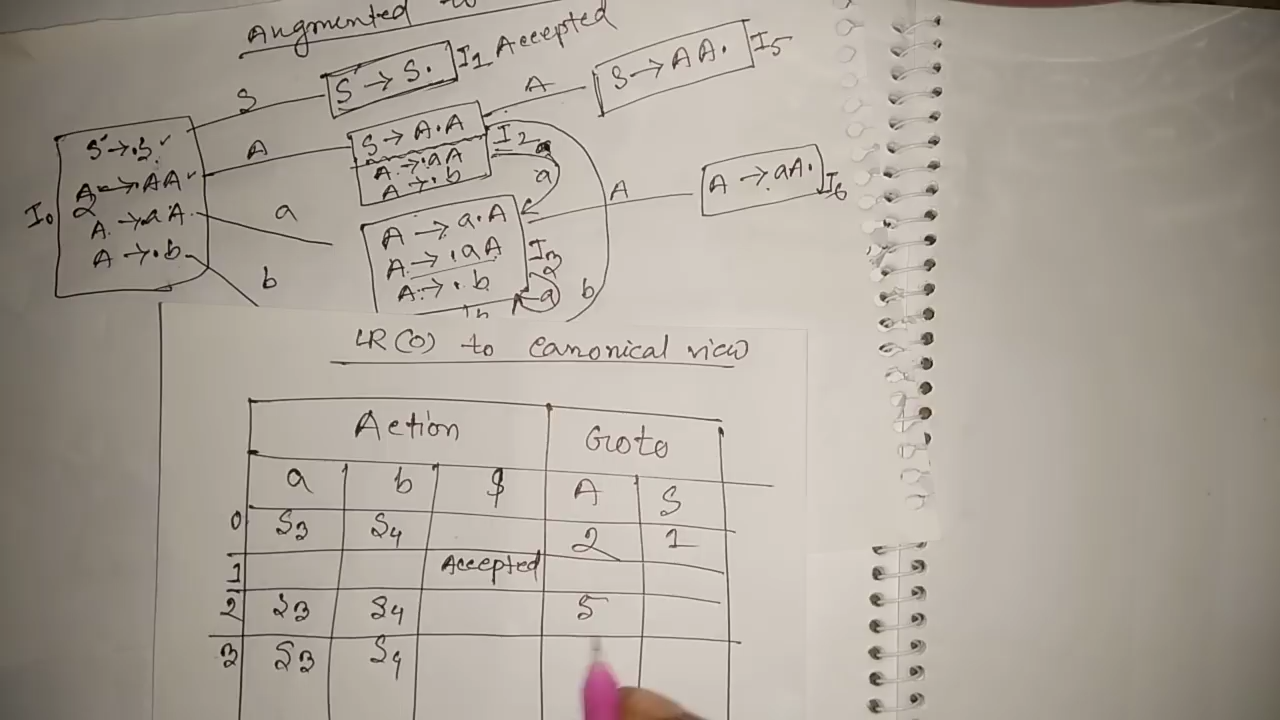 Augmented to
S' → S. I1 Accepted
S → AA. I5
S
A
A
S' → .S
I0
S → .AA
A → .aA
A → .b
a
b
S → A.A
A → .aA
A → .b
I2
a
A
A → aA. I6
A → a.A
A → .aA
A → .b
I3
a
b
LR(0) to canonical view
Action Goto
a b $ A S
0 S3 S4 2 1
1 Accepted
2 S3 S4 5
3 S3 S4